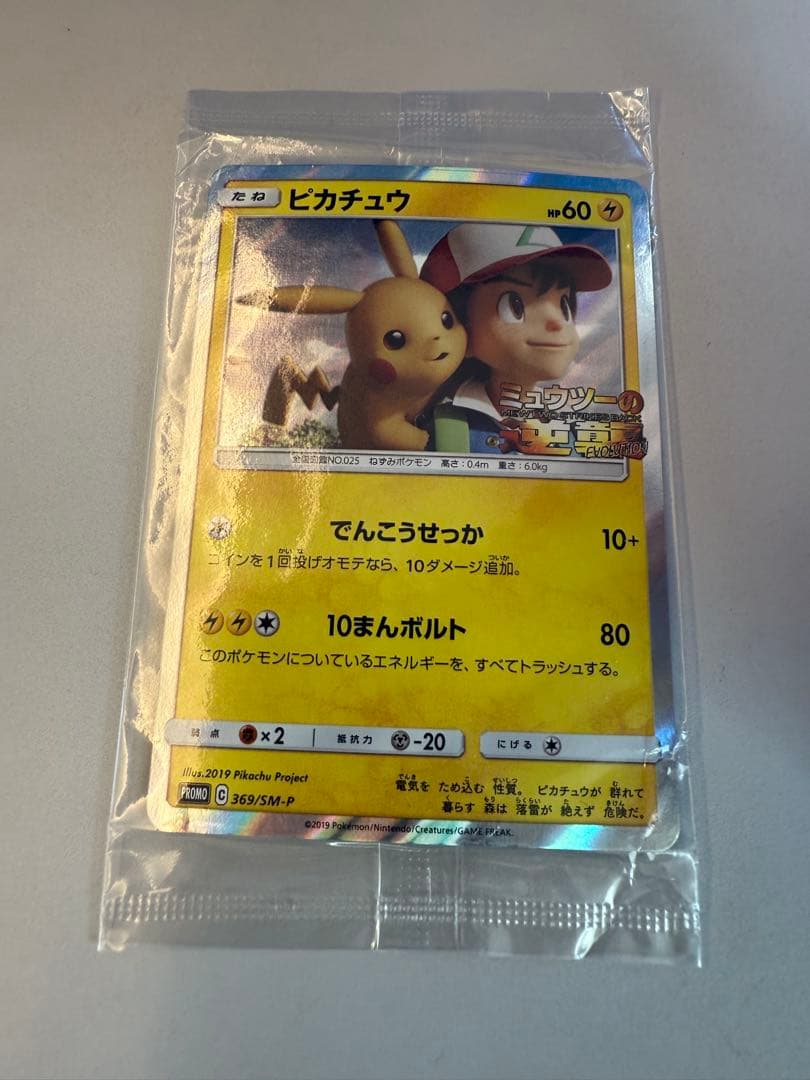 たね ピカチュウ HP60
ミュウツーの
MEWTWO STRIKES BACK
逆襲
EVOLUTION
全国図鑑NO.025 ねずみポケモン 高さ:0.4m 重さ:6.0kg
でんこうせっか 10+
コインを1回投げオモテなら、10ダメージ追加。
10まんボルト 80
このポケモンについているエネルギーを、すべてトラッシュする。
弱点 ×2 抵抗力 -20 にげる
Illus.2019 Pikachu Project
PROMO C 369/SM-P
電気を ため込む 性質。 ピカチュウが 群れて
暮らす 森は 落雷が 絶えず 危険だ。
©2019 Pokémon/Nintendo/Creatures/GAME FREAK.